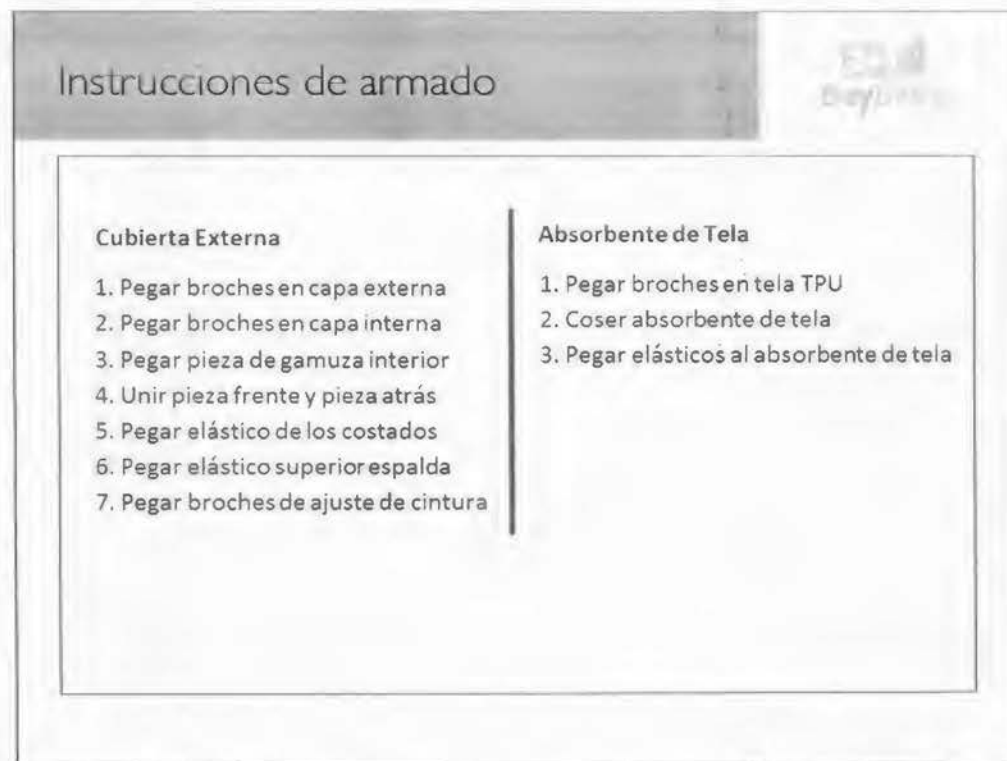 Instrucciones de armado
Cubierta Externa
1. Pegar broches en capa externa
2. Pegar broches en capa interna
3. Pegar pieza de gamuza interior
4. Unir pieza frente y pieza atrás
5. Pegar elástico de los costados
6. Pegar elástico superior espalda
7. Pegar broches de ajuste de cintura
Absorbente de Tela
1. Pegar broches en tela TPU
2. Coser absorbente de tela
3. Pegar elásticos al absorbente de tela